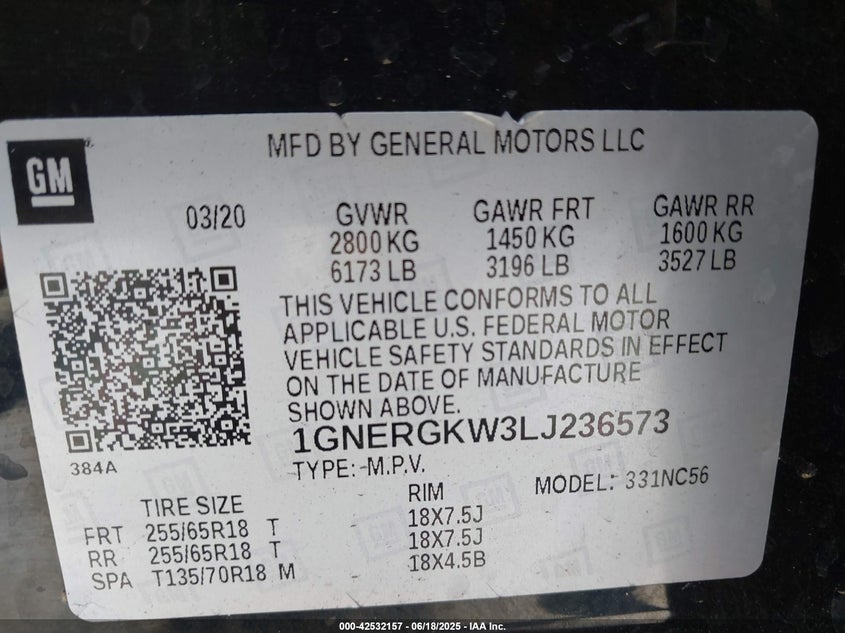 MFD BY GENERAL MOTORS LLC
GM
03/20 GVWR GAWR FRT GAWR RR
2800 KG 1450 KG 1600 KG
6173 LB 3196 LB 3527 LB
THIS VEHICLE CONFORMS TO ALL
APPLICABLE U.S. FEDERAL MOTOR
VEHICLE SAFETY STANDARDS IN EFFECT
ON THE DATE OF MANUFACTURE
SHOWN ABOVE.
1GNERGKW3LJ236573
384A
TYPE: -M.P.V. MODEL: 331NC56
TIRE SIZE RIM
FRT 255/65R18 T 18X7.5J
RR 255/65R18 T 18X7.5J
SPA T135/70R18 M 18X4.5B
000-42532157 - 06/18/2025 - IAA Inc.